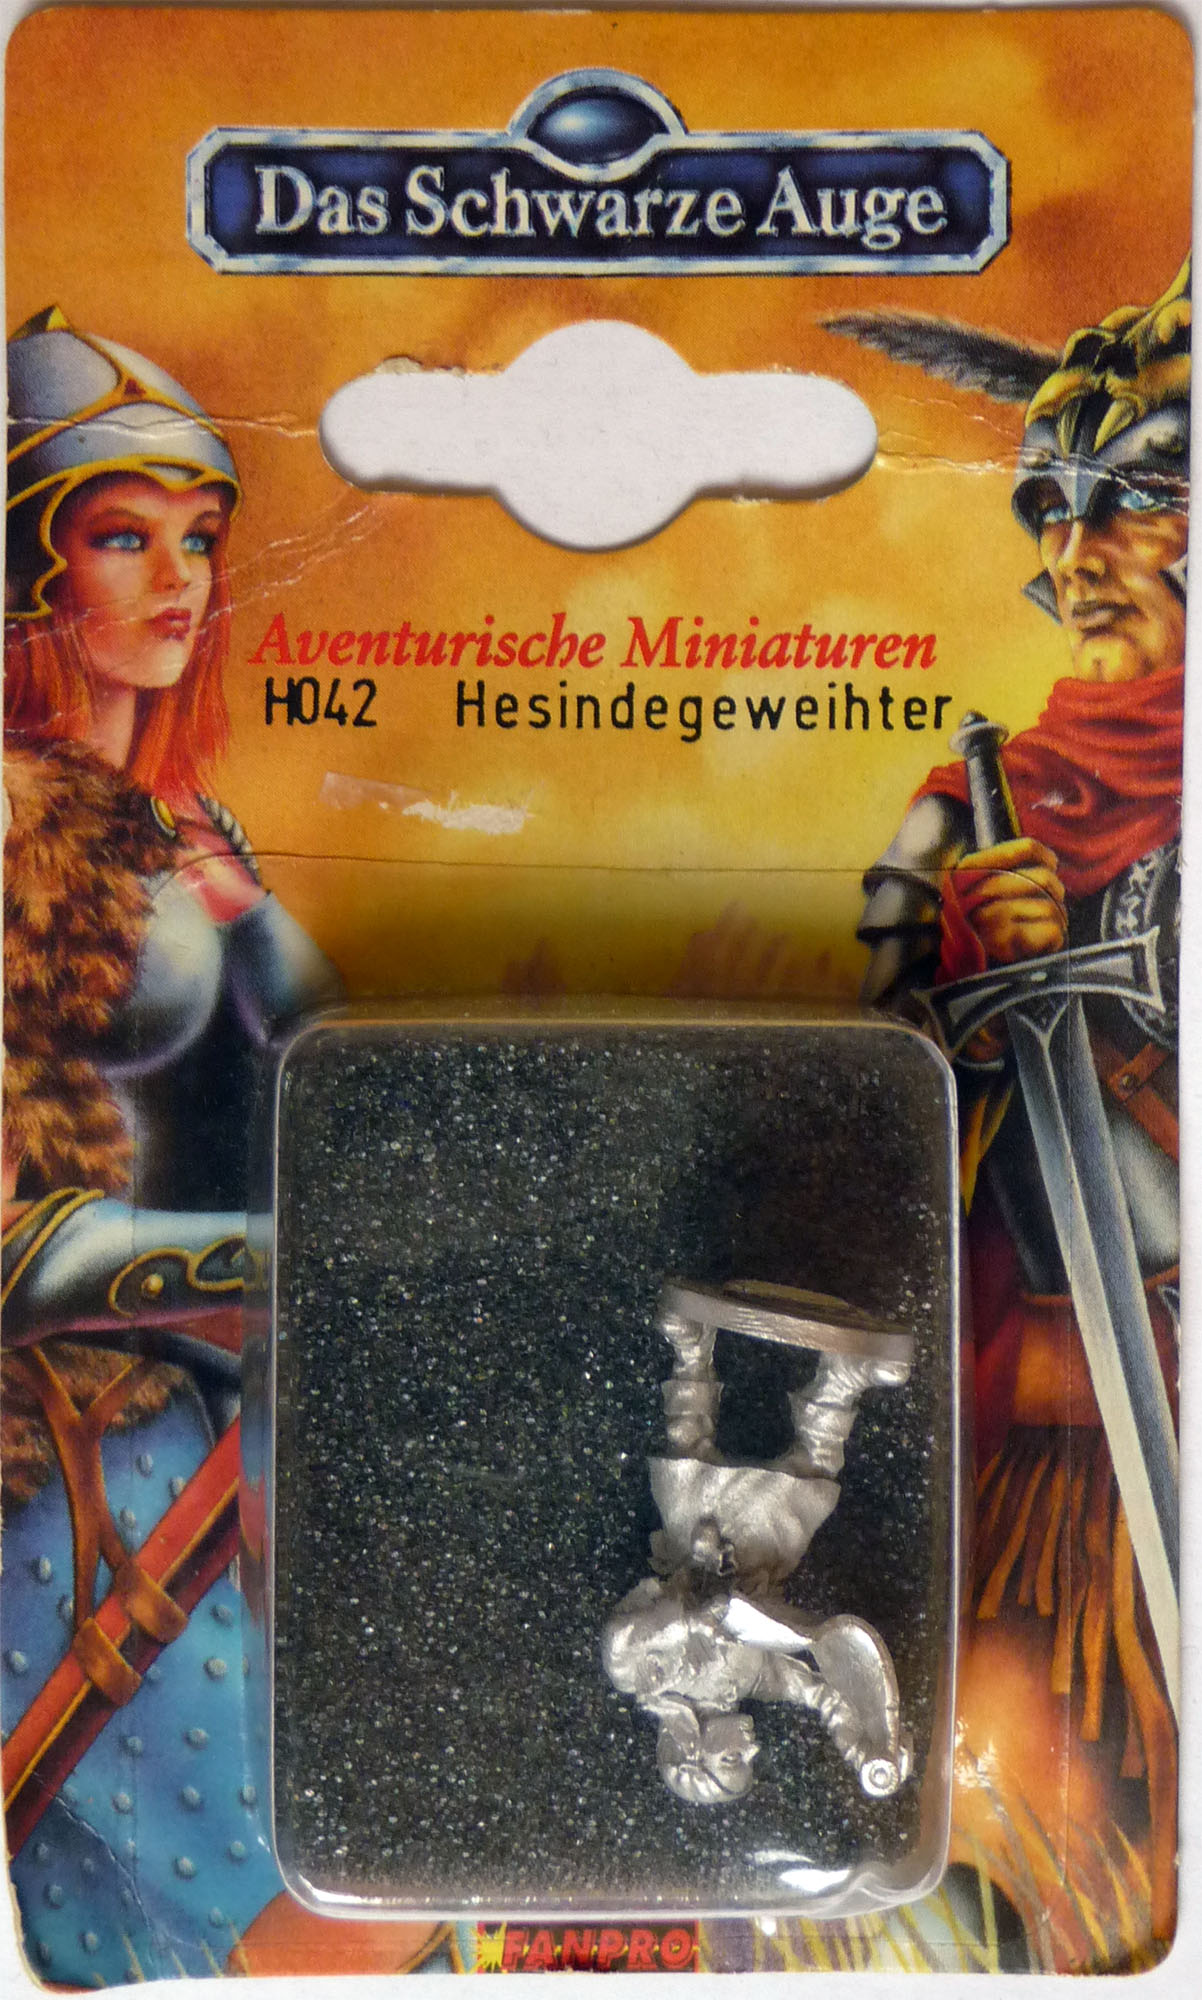 Das Schwarze Auge
Aventurische Miniaturen
H042 Hesindegeweihter
FANPRO